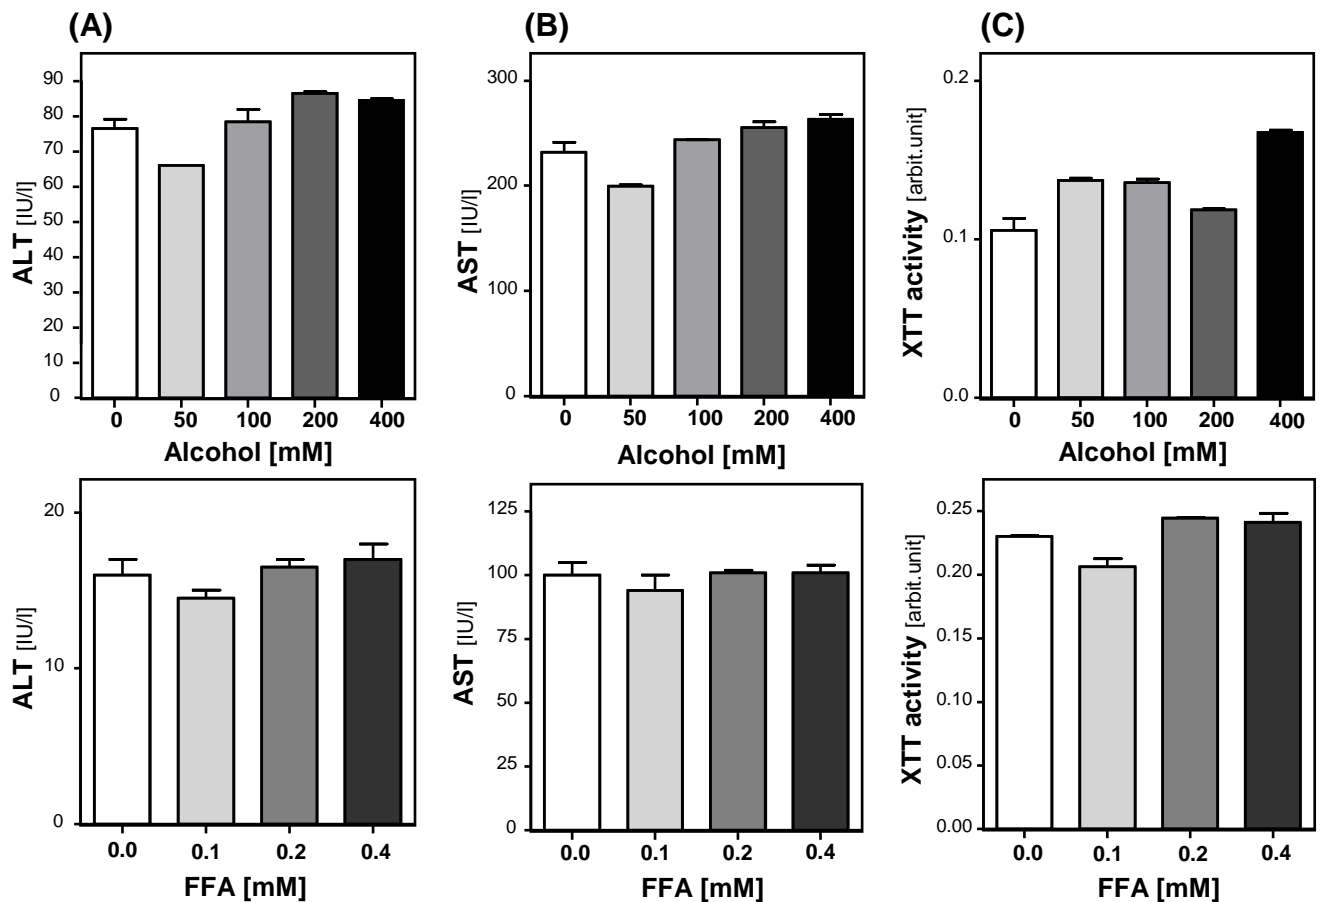 (A)
ALT [IU/l]
90
80
70
60
50
40
30
20
10
0
0 50 100 200 400
Alcohol [mM]
(B)
AST [IU/l]
300
200
100
0
0 50 100 200 400
Alcohol [mM]
(C)
XTT activity [arbit.unit]
0.2
0.1
0.0
0 50 100 200 400
Alcohol [mM]
ALT [IU/l]
20
10
0
0.0 0.1 0.2 0.4
FFA [mM]
AST [IU/l]
125
100
75
50
25
0
0.0 0.1 0.2 0.4
FFA [mM]
XTT activity [arbit.unit]
0.25
0.20
0.15
0.10
0.05
0.00
0.0 0.1 0.2 0.4
FFA [mM]